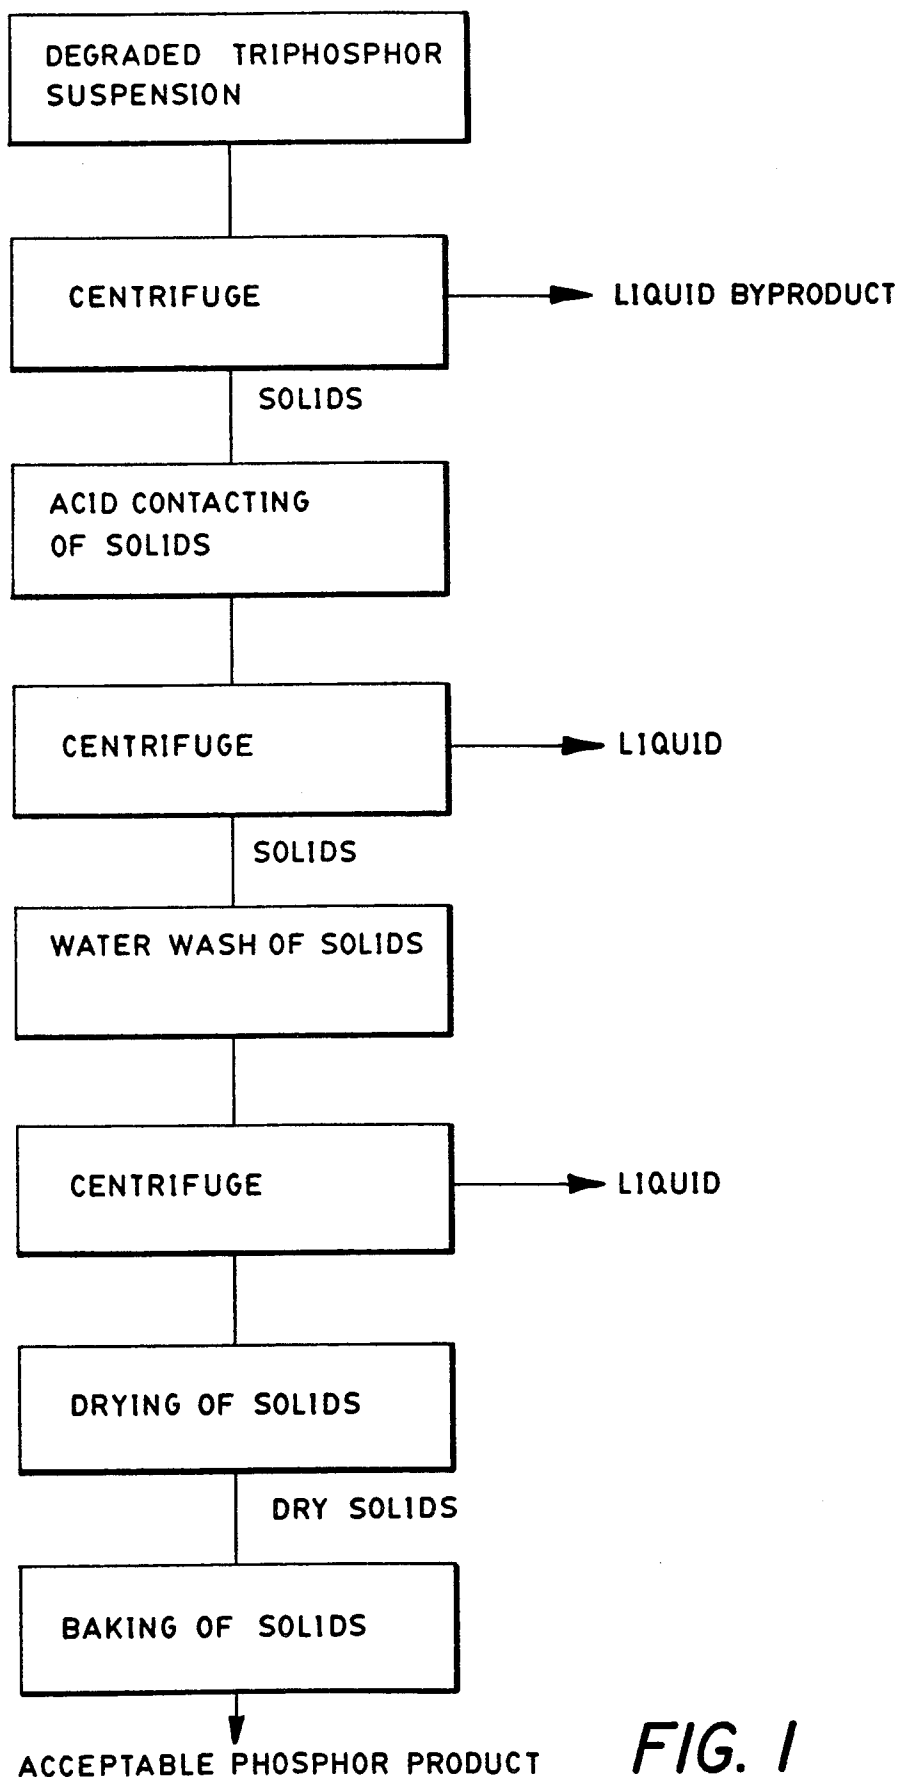 DEGRADED TRIPHOSPHOR
SUSPENSION
CENTRIFUGE
LIQUID BYPRODUCT
SOLIDS
ACID CONTACTING
OF SOLIDS
CENTRIFUGE
LIQUID
SOLIDS
WATER WASH OF SOLIDS
CENTRIFUGE
LIQUID
DRYING OF SOLIDS
DRY SOLIDS
BAKING OF SOLIDS
ACCEPTABLE PHOSPHOR PRODUCT
FIG. 1